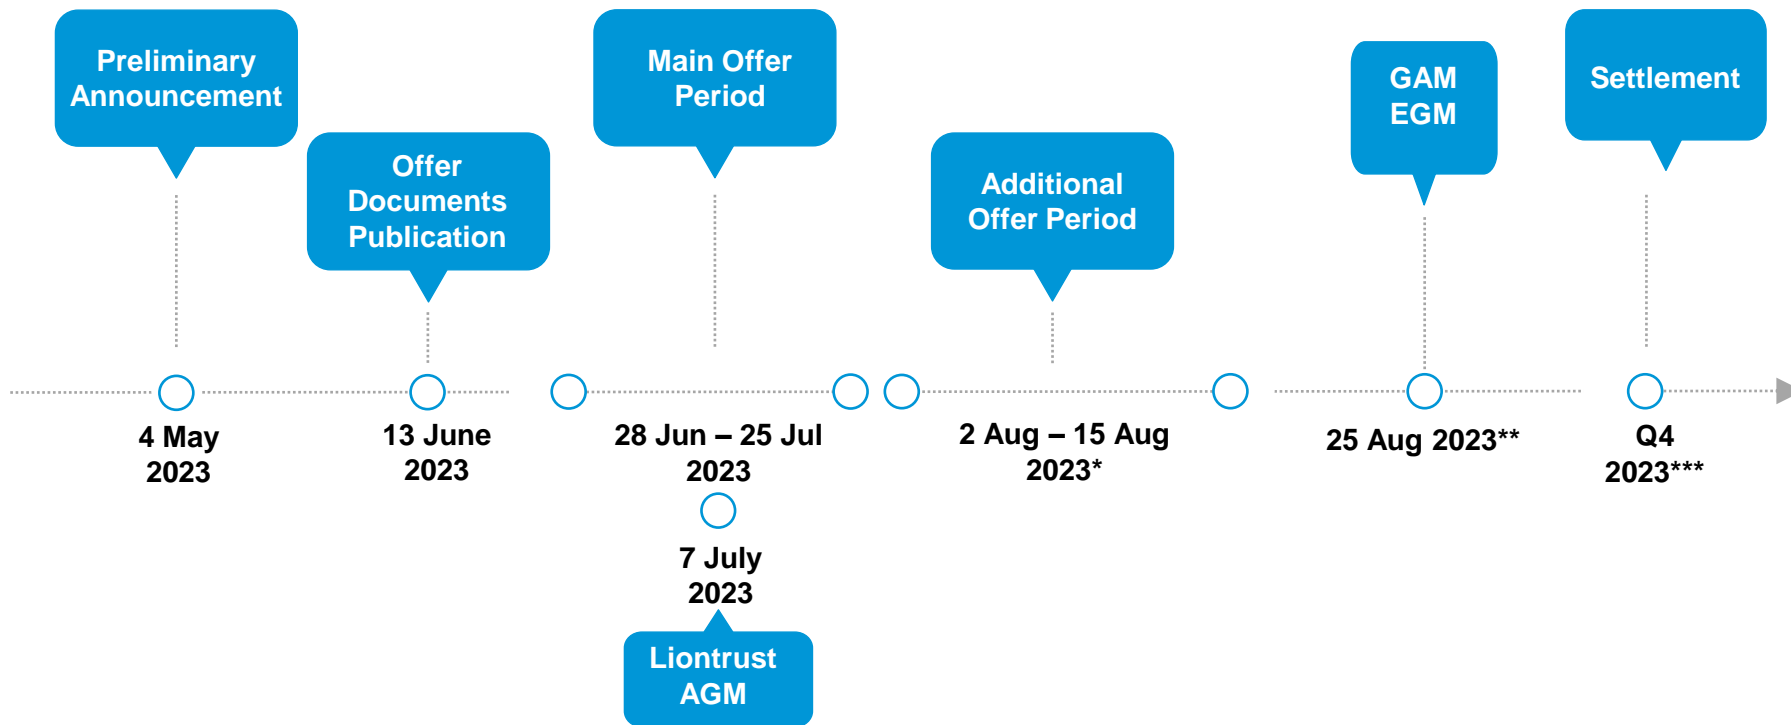 Preliminary
Announcement
4 May
2023
Offer
Documents
Publication
13 June
2023
Main Offer
Period
28 Jun – 25 Jul
2023
7 July
2023
Liontrust
AGM
Additional
Offer Period
2 Aug – 15 Aug
2023*
GAM
EGM
25 Aug 2023**
Settlement
Q4
2023***